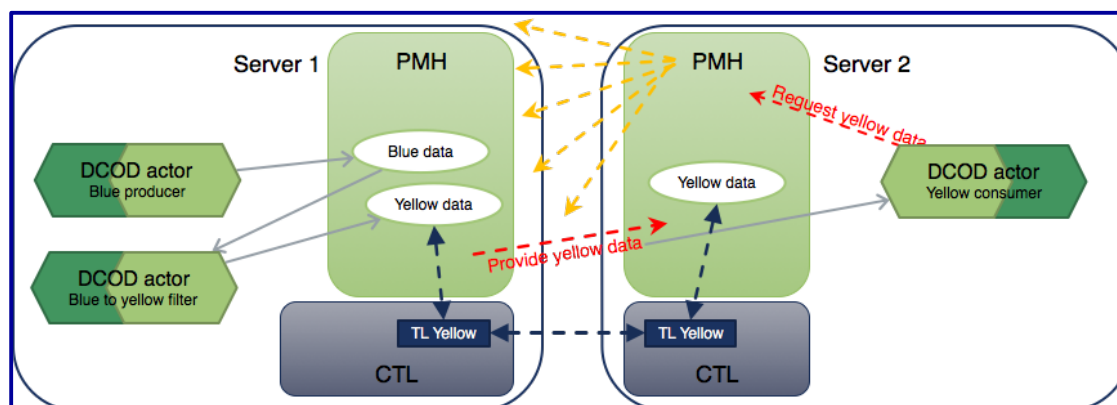 Server 1
PMH
PMH
Server 2
Request yellow data
Blue data
DCOD actor
Blue producer
Yellow data
Yellow data
DCOD actor
Yellow consumer
Provide yellow data
DCOD actor
Blue to yellow filter
TL Yellow
TL Yellow
CTL
CTL